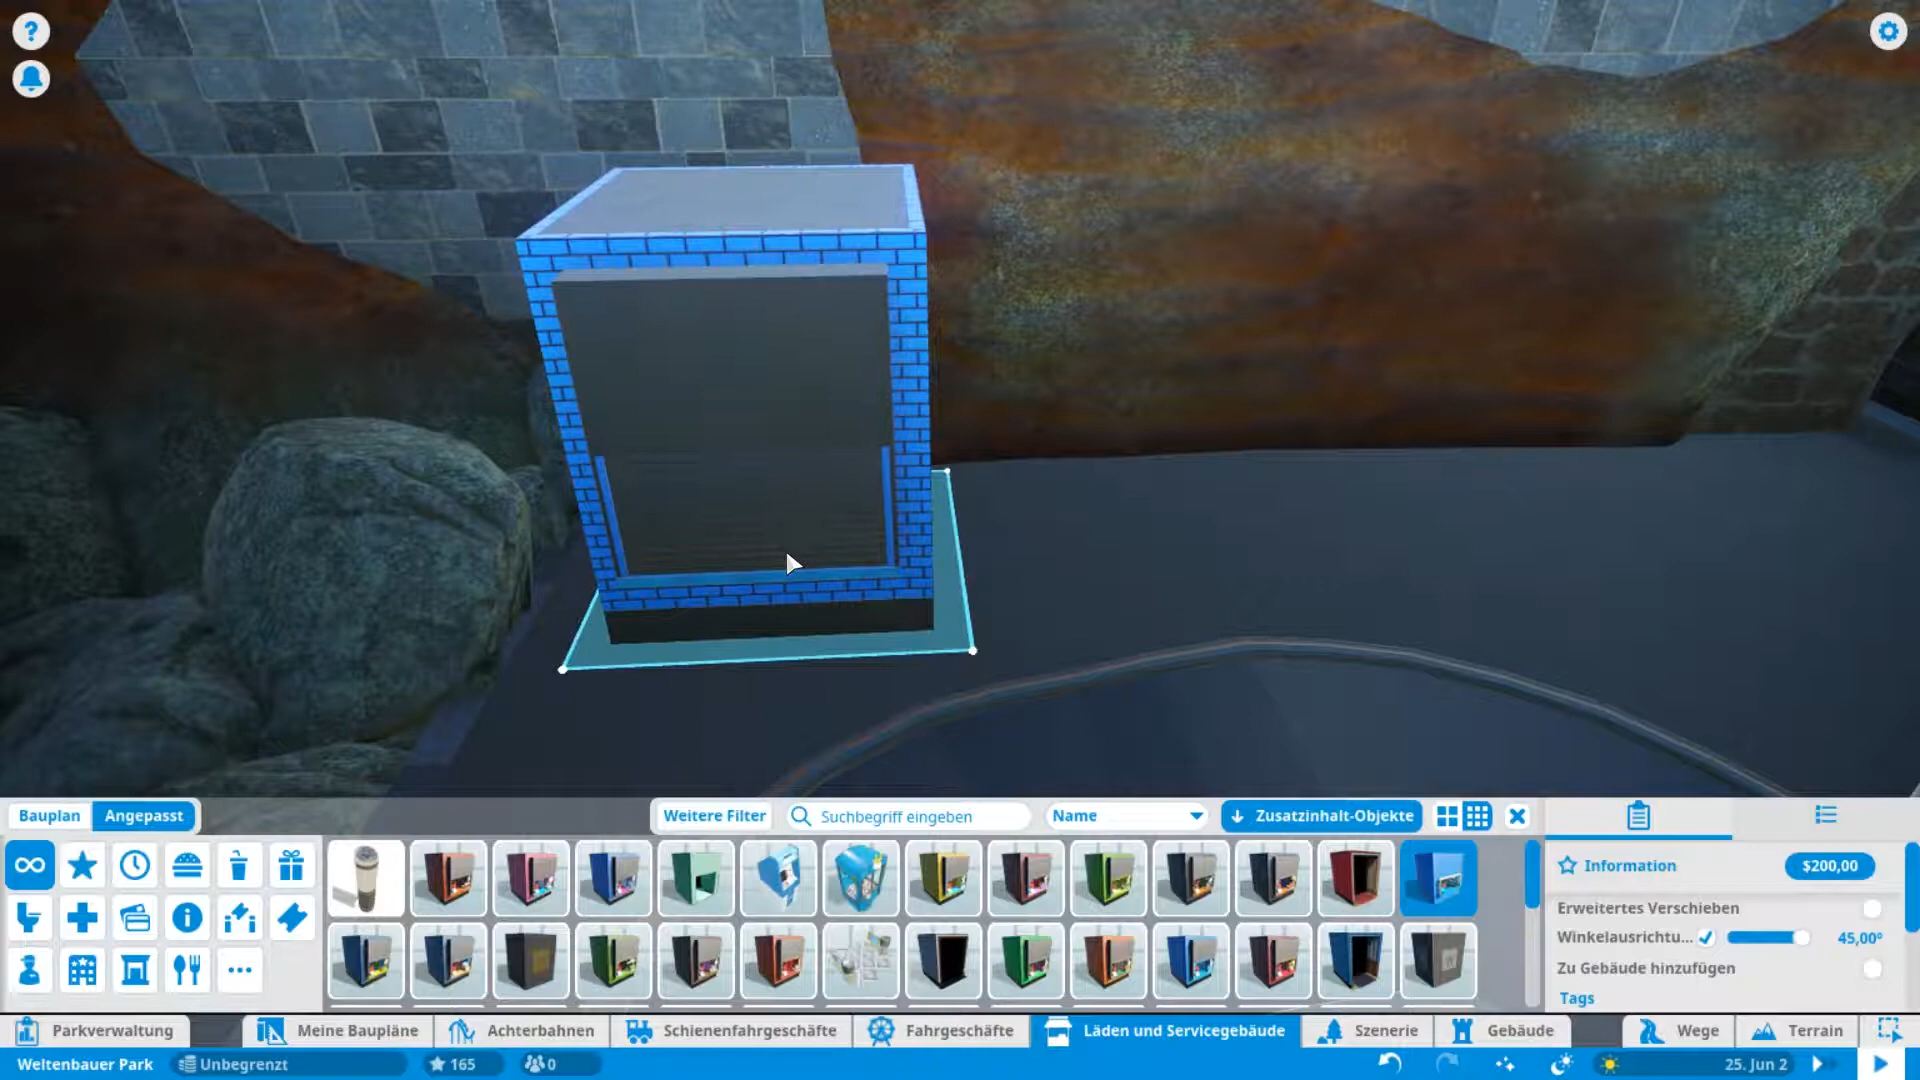 ?
Bauplan
Angepasst
Weitere Filter
Suchbegriff eingeben
Name
Zusatzinhalt-Objekte
Information
$200,00
Erweitertes Verschieben
Winkelausrichtu...
45,00°
Zu Gebäude hinzufügen
Tags
Parkverwaltung
Meine Baupläne
Achterbahnen
Schienenfahrgeschäfte
Fahrgeschäfte
Läden und Servicegebäude
Szenerie
Gebäude
Wege
Terrain
Weltenbauer Park
Unbegrenzt
165
0
25. Jun 2